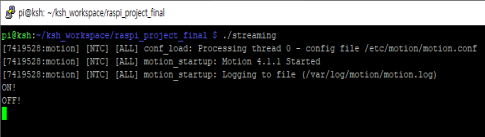 pi@ksh: ~/ksh_workspace/raspi_project_final
pi@ksh:~/ksh_workspace/raspi_project_final $ ./streaming
[7419528:motion] [NTC] [ALL] conf_load: Processing thread 0 - config file /etc/motion/motion.conf
[7419528:motion] [NTC] [ALL] motion_startup: Motion 4.1.1 Started
[7419528:motion] [NTC] [ALL] motion_startup: Logging to file (/var/log/motion/motion.log)
ON!
OFF!